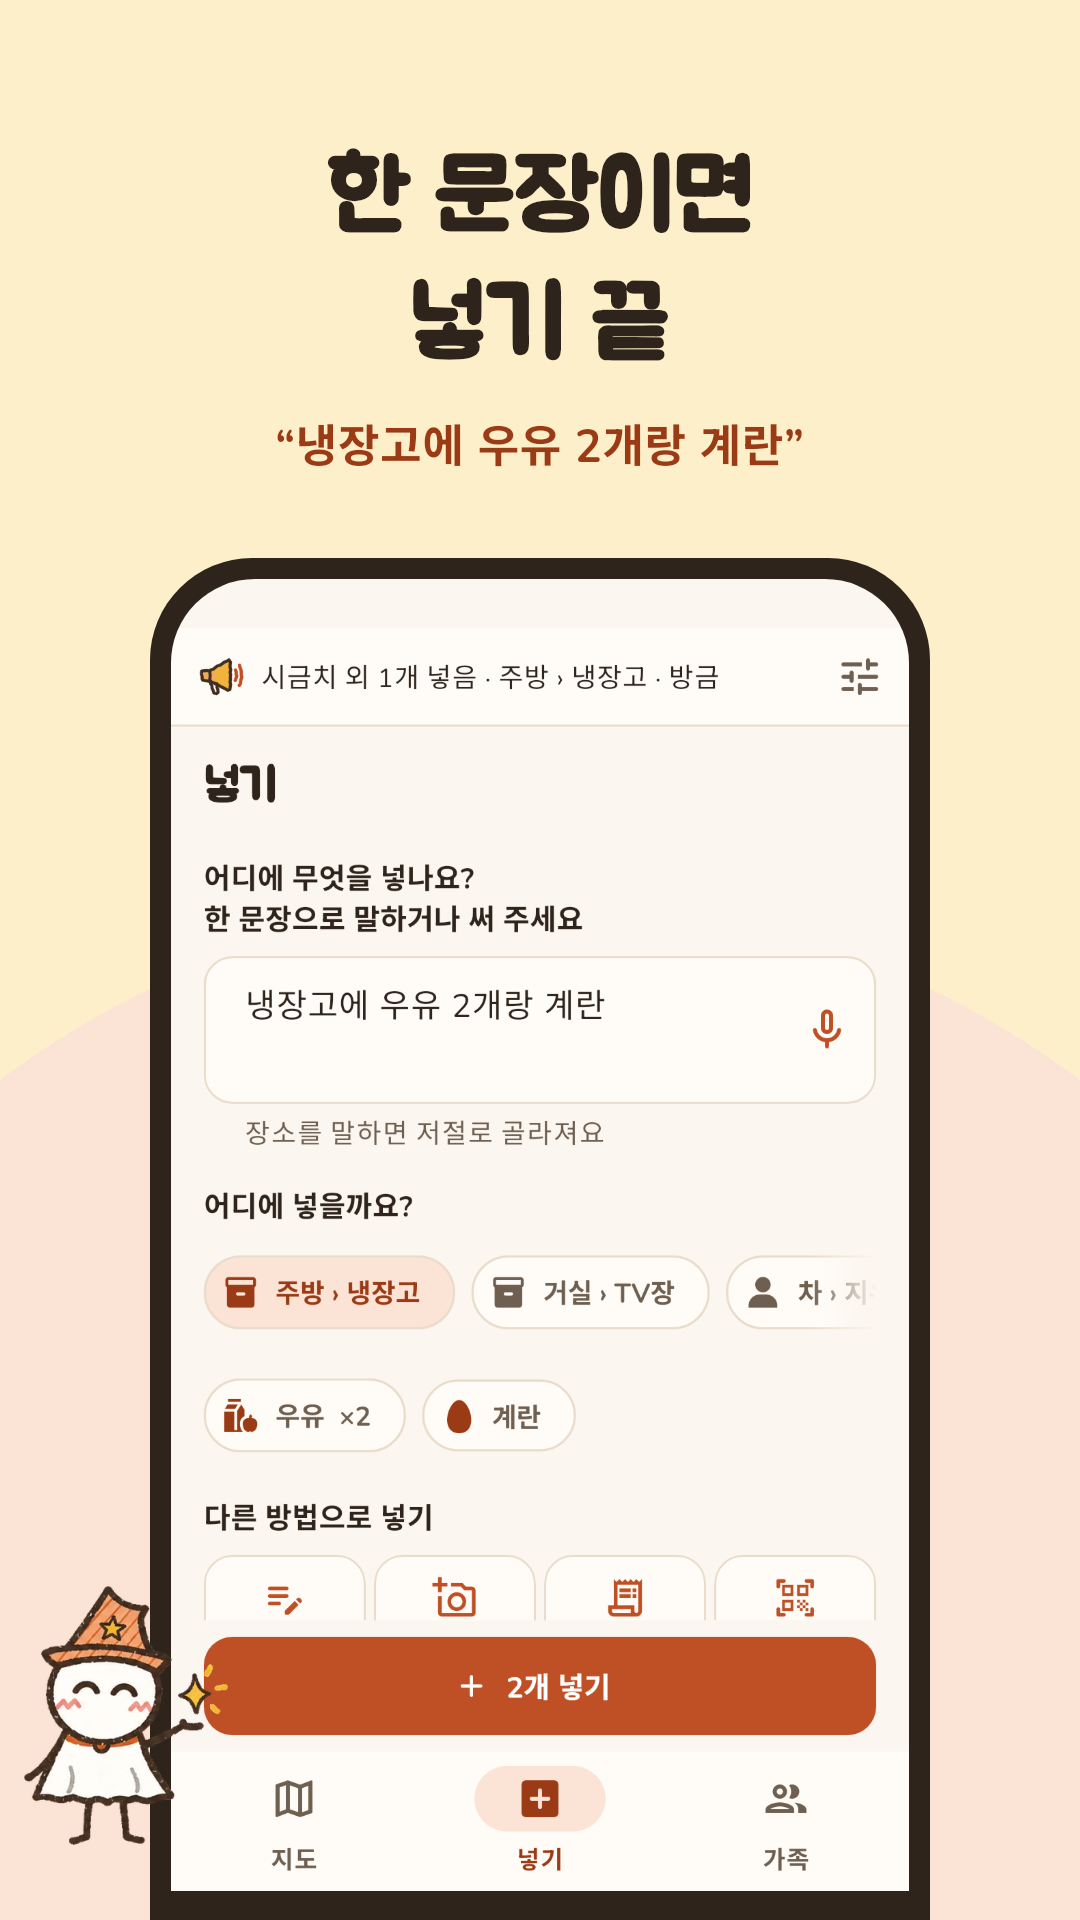 한 문장이면
넣기 끝
“냉장고에 우유 2개랑 계란”
시금치 외 1개 넣음 · 주방 › 냉장고 · 방금
넣기
어디에 무엇을 넣나요?
한 문장으로 말하거나 써 주세요
냉장고에 우유 2개랑 계란
장소를 말하면 저절로 골라져요
어디에 넣을까요?
주방 › 냉장고 거실 › TV장 차 ›
우유 ×2 계란
다른 방법으로 넣기
+ 2개 넣기
지도 넣기 가족